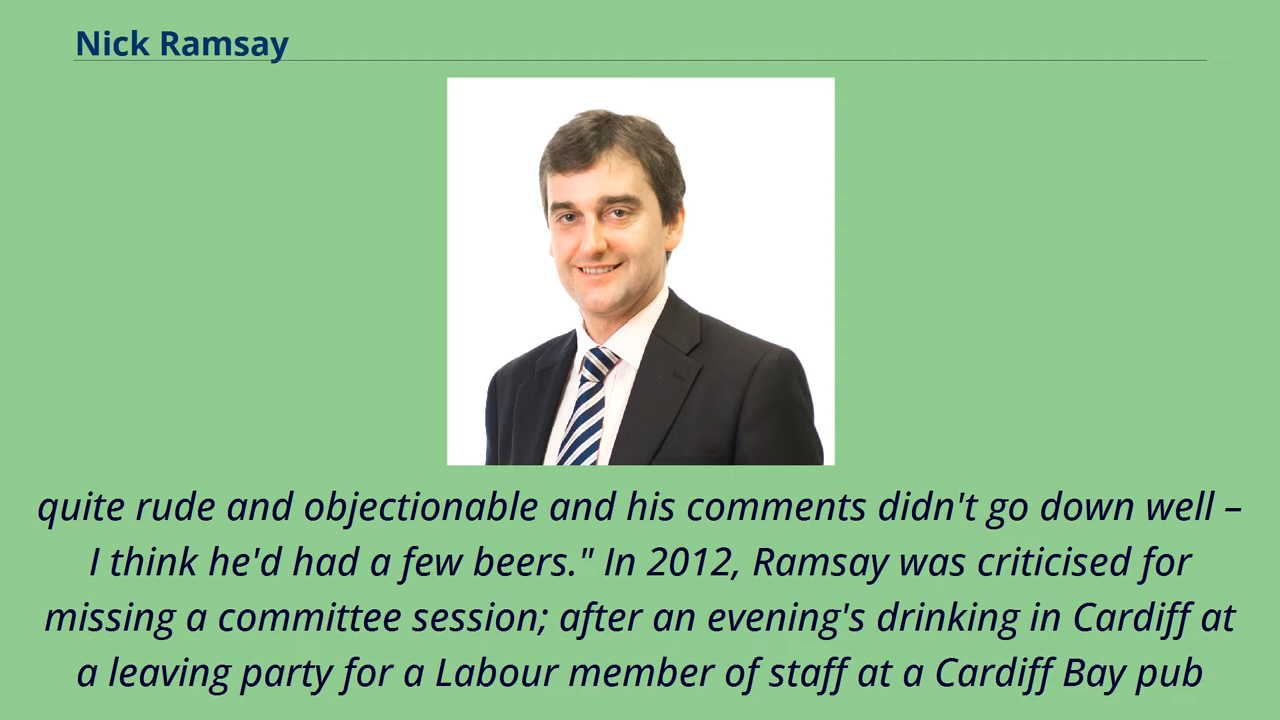 Nick Ramsay
quite rude and objectionable and his comments didn't go down well –
I think he'd had a few beers." In 2012, Ramsay was criticised for
missing a committee session; after an evening's drinking in Cardiff at
a leaving party for a Labour member of staff at a Cardiff Bay pub